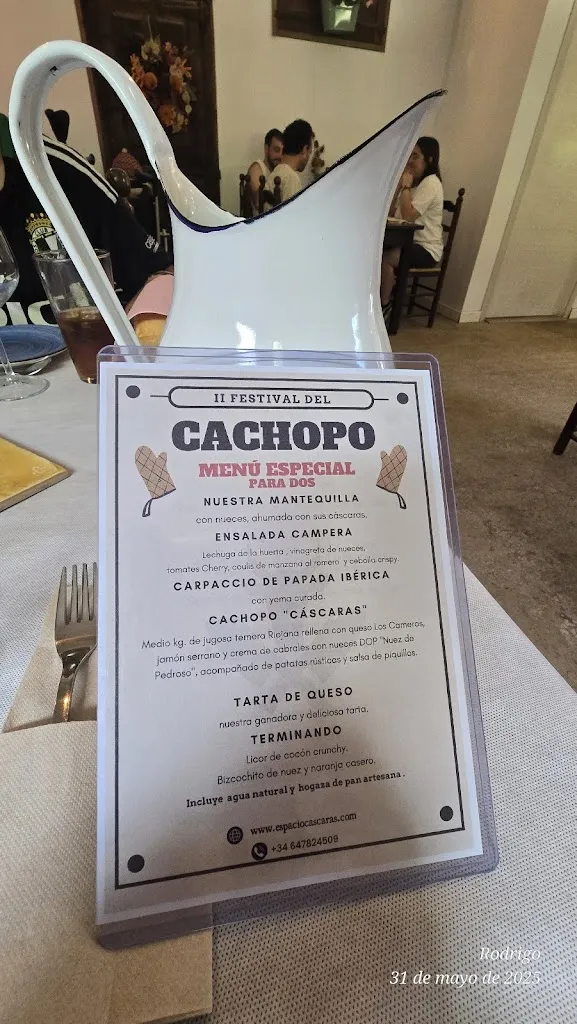 II FESTIVAL DEL
CACHOPO
MENÚ ESPECIAL
PARA DOS
NUESTRA MANTEQUILLA
con nueces, ahumada con sus cáscaras.
ENSALADA CAMPERA
Lechuga de la huerta , vinagreta de nueces,
tomates Cherry, coulis de manzana al romero y cebolla crispy.
CARPACCIO DE PAPADA IBÉRICA
con yema curada.
CACHOPO "CÁSCARAS"
Medio kg. de jugosa ternera Riojana rellena con queso Los Cameros,
jamón serrano y crema de cabrales con nueces DOP "Nuez de
Pedroso", acompañado de patatas rústicas y salsa de piquillos.
TARTA DE QUESO
nuestra ganadora y deliciosa tarta.
TERMINANDO
Licor de cocón crunchy.
Bizcochito de nuez y naranja casero.
Incluye agua natural y hogaza de pan artesana .
www.espaciocascaras.com
+34 647824509
Rodrigo
31 de mayo de 2025